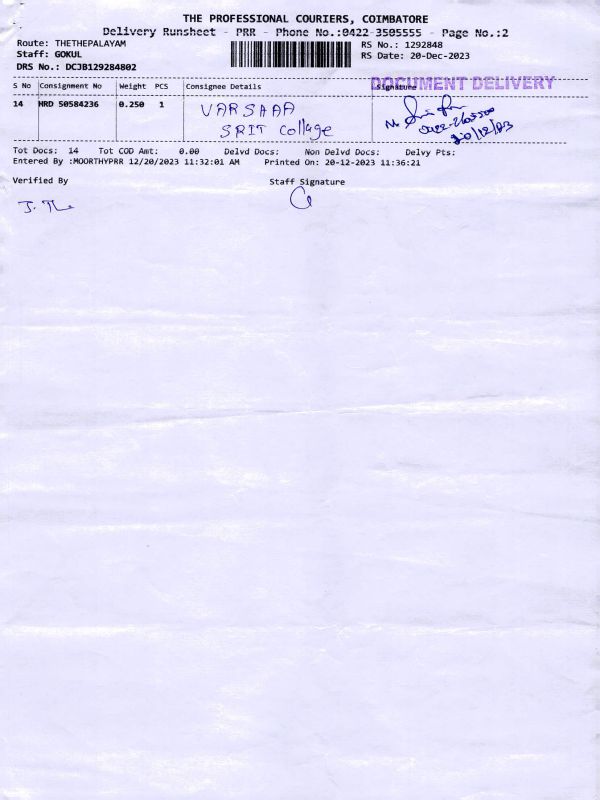 THE PROFESSIONAL COURIERS, COIMBATORE
Delivery Runsheet - PRR - Phone No.:0422-3505555 - Page No.:2
Route: THETHEPALAYAM
RS No.: 1292848
Staff: GOKUL
RS Date: 20-Dec-2023
DRS No.: DCJB129284802
DOCUMENT DELIVERY
S No Consignment No Weight PCS Consignee Details Signature
14 HRD 50584236 0.250 1 VARSAAA
SRIT Collage
20/12/23
Tot Docs: 14 Tot COD Amt: 0.00 Delvd Docs: Non Delvd Docs: Delvy Pts:
Entered By :MOORTHYPRR 12/20/2023 11:32:01 AM Printed On: 20-12-2023 11:36:21
Verified By Staff Signature